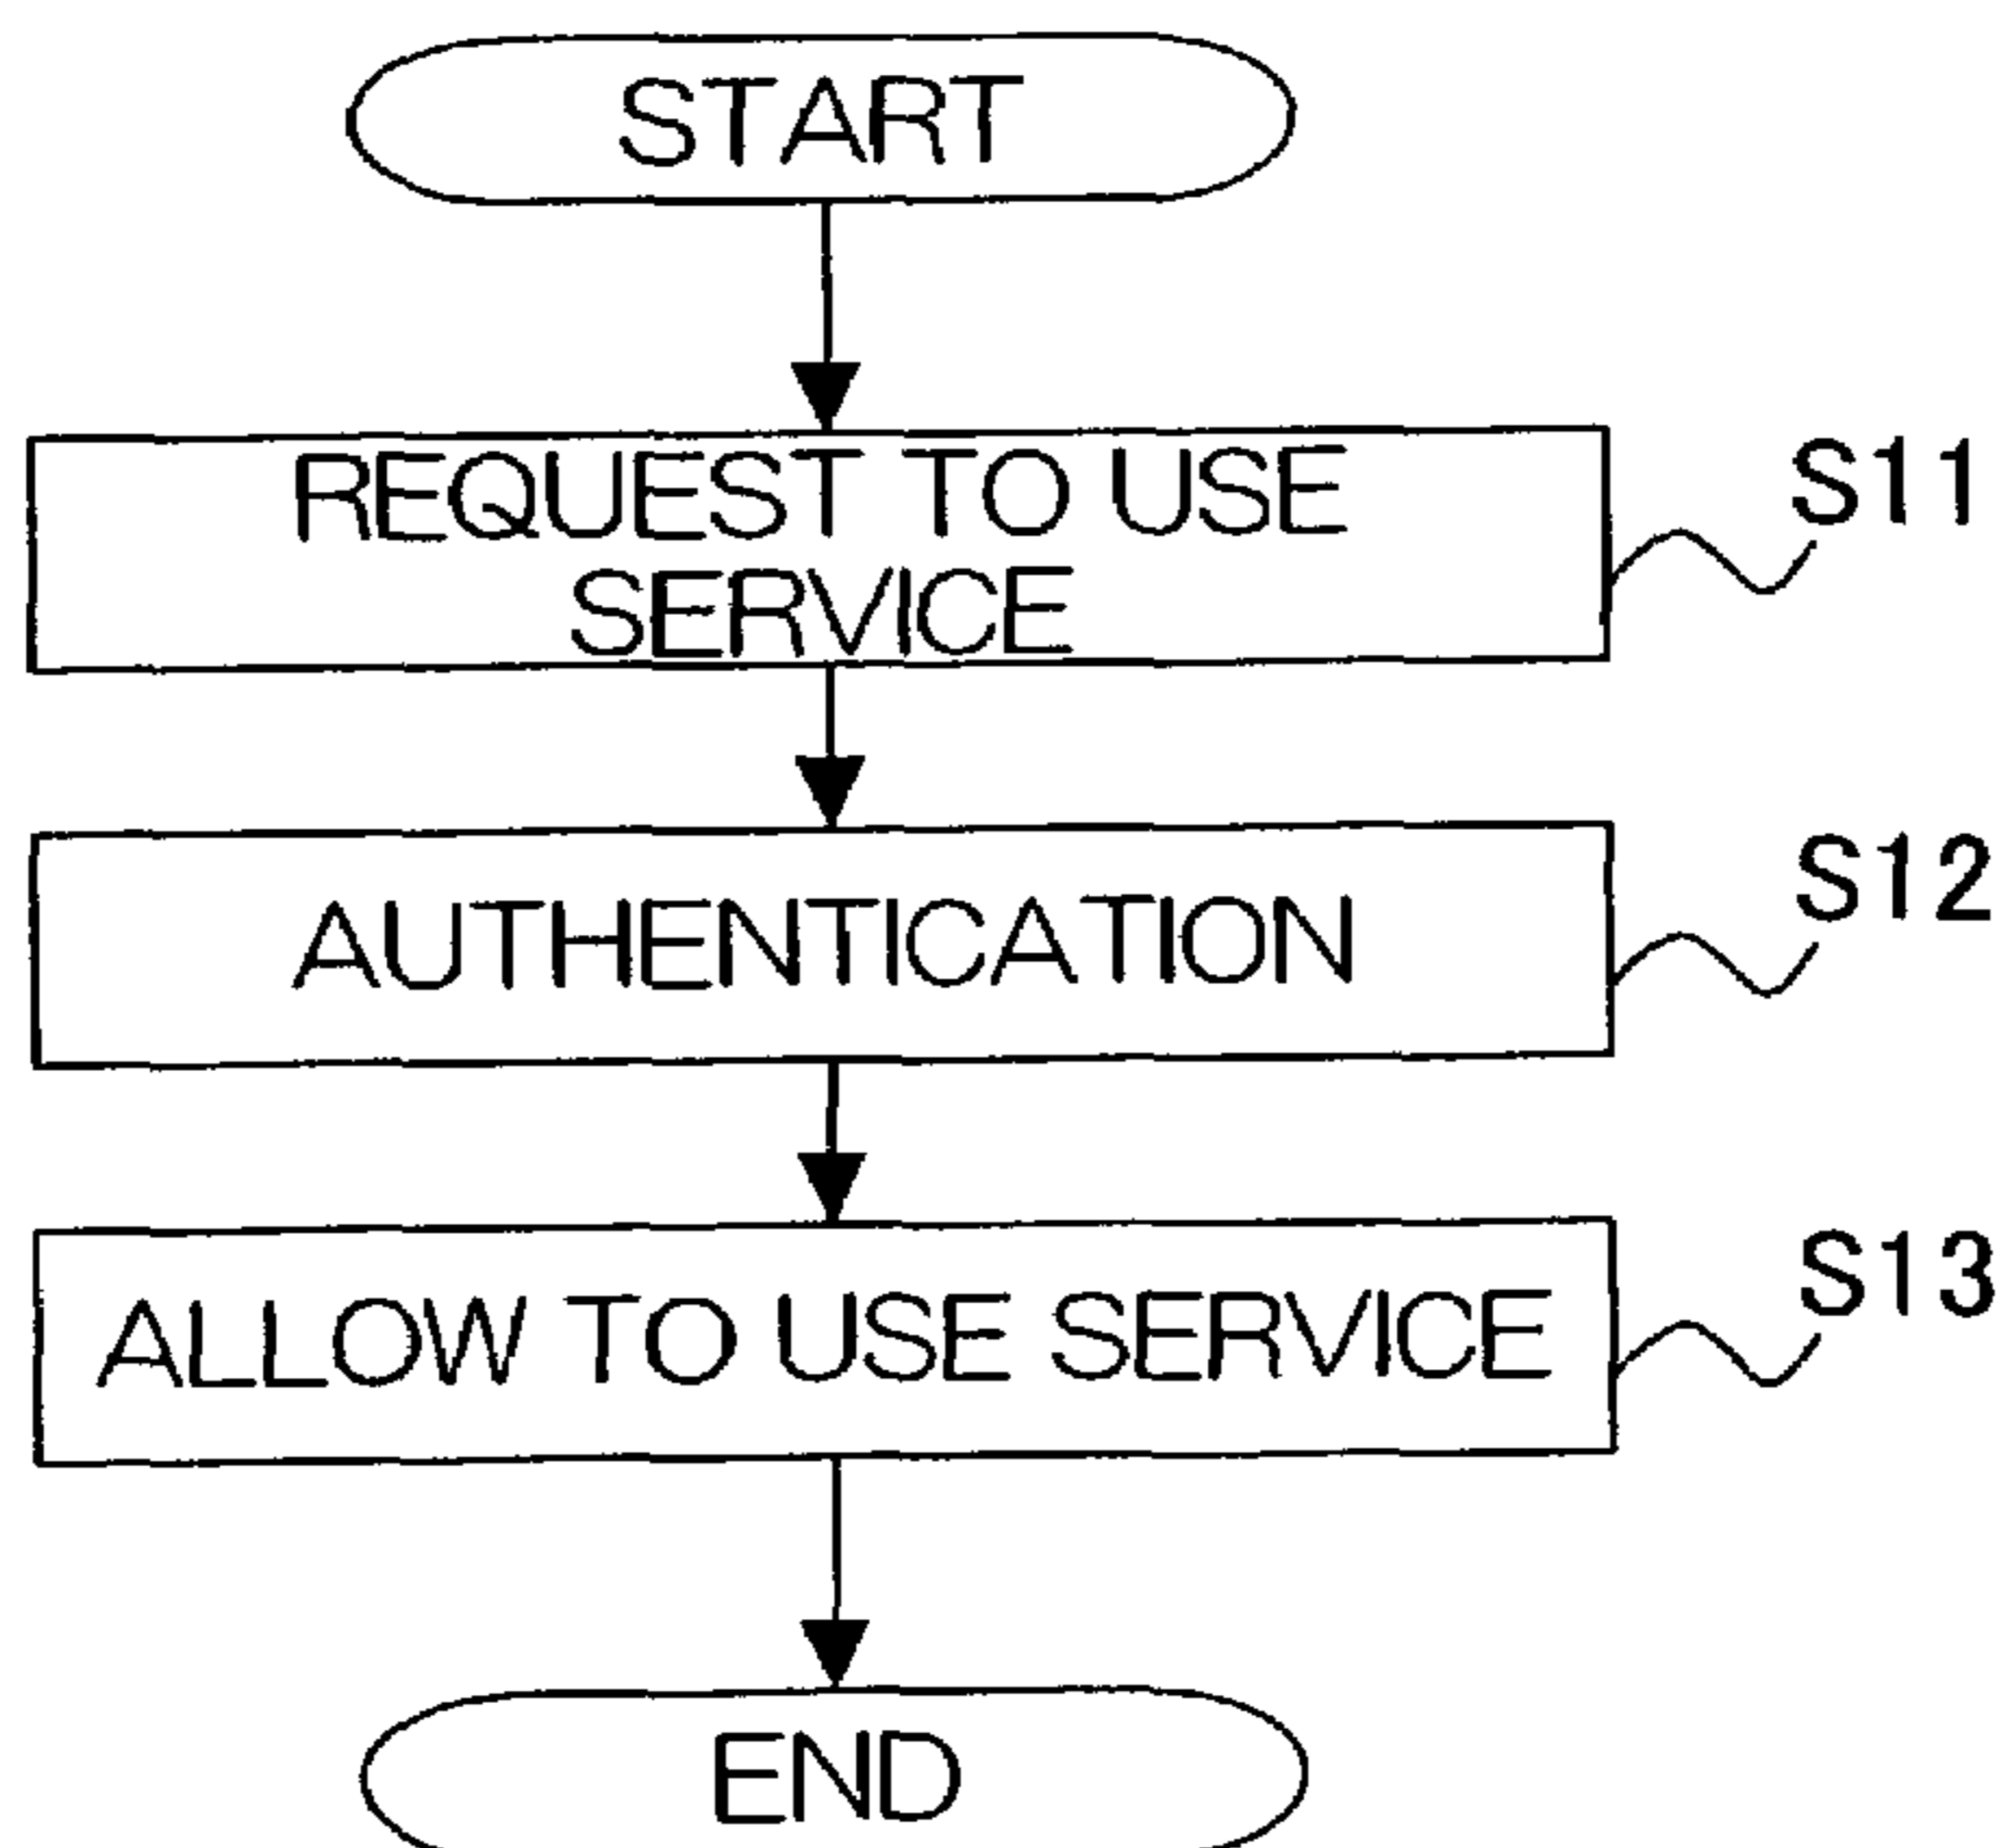 START
REQUEST TO USE
SERVICE
S11
AUTHENTICATION
S12
ALLOW TO USE SERVICE
S13
END